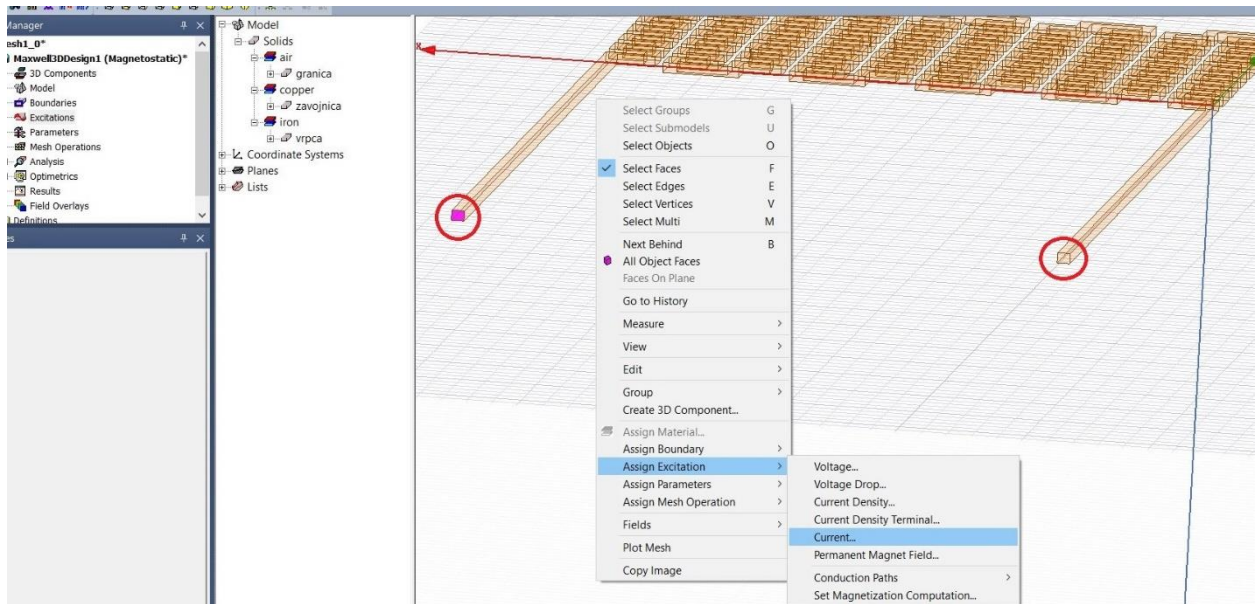 Manager
esh1_0*
Maxwell3DDesign1 (Magnetostatic)*
3D Components
Model
Boundaries
Excitations
Parameters
Mesh Operations
Analysis
Optimetrics
Results
Field Overlays
Definitions
es
Model
Solids
air
granica
copper
zavojnica
iron
vrpca
Coordinate Systems
Planes
Lists
X
Select Groups G
Select Submodels U
Select Objects O
Select Faces F
Select Edges E
Select Vertices V
Select Multi M
Next Behind B
All Object Faces
Faces On Plane
Go to History
Measure
View
Edit
Group
Create 3D Component...
Assign Material...
Assign Boundary
Assign Excitation
Assign Parameters
Assign Mesh Operation
Fields
Plot Mesh
Copy Image
Voltage...
Voltage Drop...
Current Density...
Current Density Terminal...
Current...
Permanent Magnet Field...
Conduction Paths
Set Magnetization Computation...